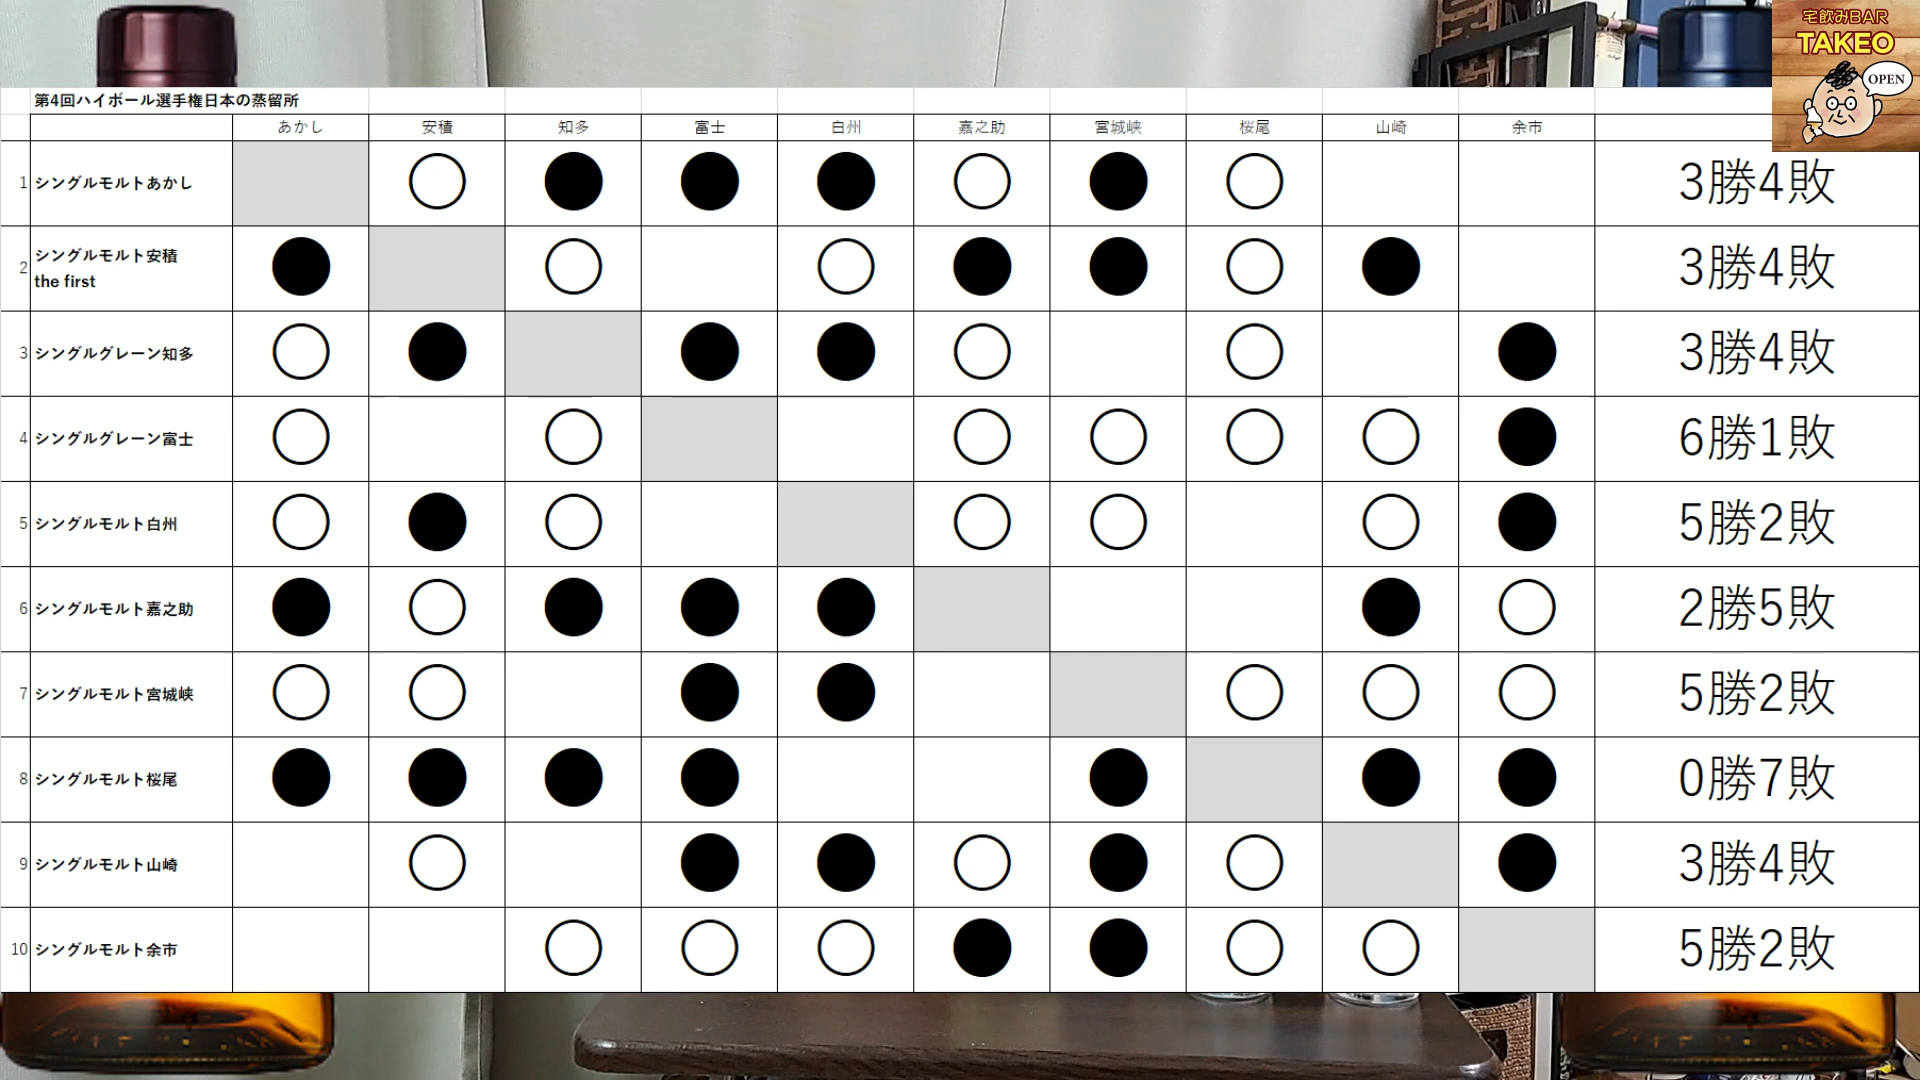 宅飲みBAR
TAKEO
OPEN
第4回ハイボール選手権日本の蒸留所
あかし 安積 知多 富士 白州 嘉之助 宮城峡 桜尾 山崎 余市
1 シングルモルトあかし ○ ● ● ● ○ ● ○ 3勝4敗
2 シングルモルト安積 the first ● ○ ○ ● ● ○ ● 3勝4敗
3 シングルグレーン知多 ○ ● ● ● ○ ○ ● 3勝4敗
4 シングルグレーン富士 ○ ○ ○ ○ ○ ○ ● 6勝1敗
5 シングルモルト白州 ○ ● ○ ○ ○ ○ ● 5勝2敗
6 シングルモルト嘉之助 ● ○ ● ● ● ● ○ 2勝5敗
7 シングルモルト宮城峡 ○ ○ ● ● ○ ○ ○ 5勝2敗
8 シングルモルト桜尾 ● ● ● ● ● ● ● 0勝7敗
9 シングルモルト山崎 ○ ● ● ○ ● ○ ● 3勝4敗
10 シングルモルト余市 ○ ○ ○ ● ● ○ ○ 5勝2敗